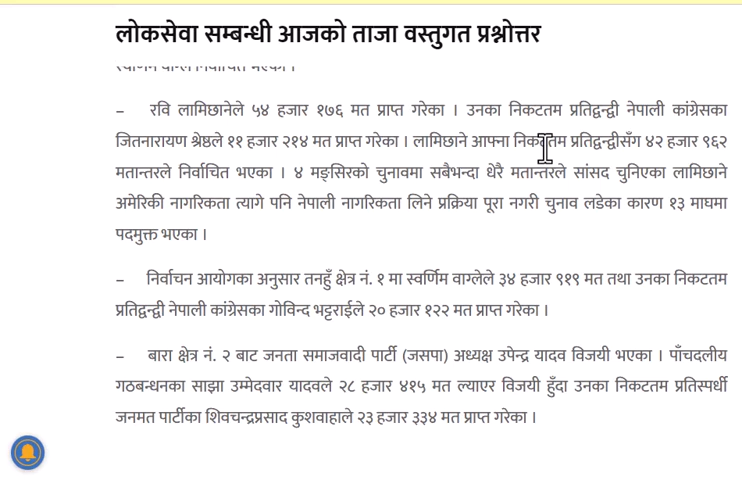 लोकसेवा सम्बन्धी आजको ताजा वस्तुगत प्रश्नोत्तर
– रवि लामिछानेले ५४ हजार १७६ मत प्राप्त गरेका । उनका निकटतम प्रतिद्वन्द्वी नेपाली कांग्रेसका
जितनारायण श्रेष्ठले ११ हजार २१४ मत प्राप्त गरेका । लामिछाने आफ्ना निकटतम प्रतिद्वन्द्वीसँग ४२ हजार ९६२
मतान्तरले निर्वाचित भएका । ४ मङ्सिरको चुनावमा सबैभन्दा धेरै मतान्तरले सांसद चुनिएका लामिछाने
अमेरिकी नागरिकता त्यागे पनि नेपाली नागरिकता लिने प्रक्रिया पूरा नगरी चुनाव लडेका कारण १३ माघमा
पदमुक्त भएका ।
– निर्वाचन आयोगका अनुसार तनहुँ क्षेत्र नं. १ मा स्वर्णिम वाग्लेले ३४ हजार ९१९ मत तथा उनका निकटतम
प्रतिद्वन्द्वी नेपाली कांग्रेसका गोविन्द भट्टराईले २० हजार १२२ मत प्राप्त गरेका ।
– बारा क्षेत्र नं. २ बाट जनता समाजवादी पार्टी (जसपा) अध्यक्ष उपेन्द्र यादव विजयी भएका । पाँचदलीय
गठबन्धनका साझा उम्मेदवार यादवले २८ हजार ४१५ मत ल्याएर विजयी हुँदा उनका निकटतम प्रतिस्पर्धी
जनमत पार्टीका शिवचन्द्रप्रसाद कुशवाहाले २३ हजार ३३४ मत प्राप्त गरेका ।